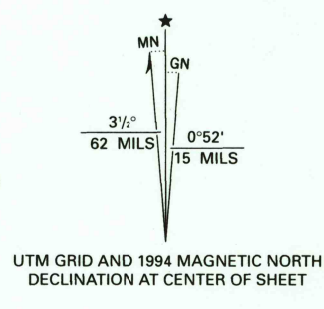 MN
GN
3½°
62 MILS
0°52'
15 MILS
UTM GRID AND 1994 MAGNETIC NORTH
DECLINATION AT CENTER OF SHEET